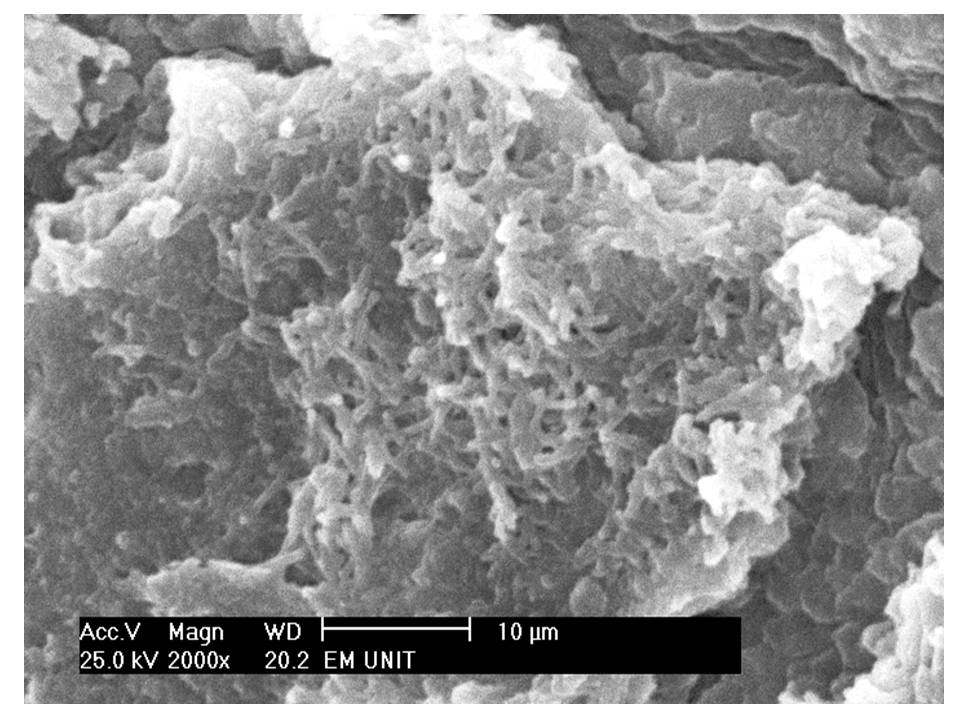 Acc.V Magn WD 10 µm
25.0 kV 2000x 20.2 EM UNIT